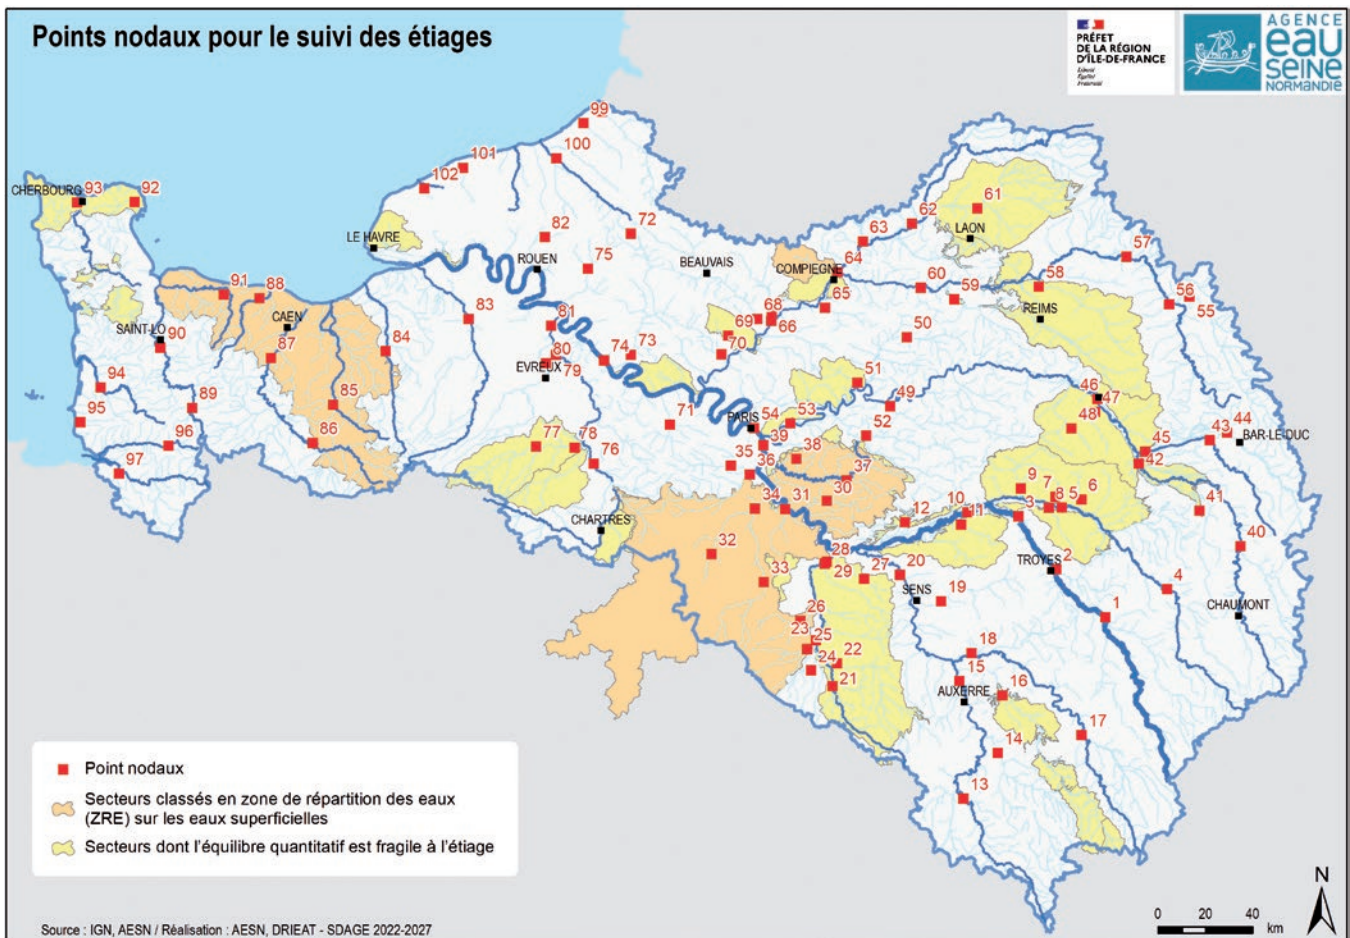 Points nodaux pour le suivi des étiages
PRÉFET
DE LA RÉGION
D'ÎLE-DE-FRANCE
Liberté
Égalité
Fraternité
AGENCE
eau
SEINE
NORMANDIE
99
100
101
102
CHERBOURG
93
92
LE HAVRE
82
72
ROUEN
75
BEAUVAIS
COMPIEGNE
63
62
61
LAON
64
60
59
65
57
58
56
55
REIMS
91
88
CAEN
83
81
68
66
69
70
50
SAINT-LO
90
87
84
80
74
73
EVREUX
79
51
49
46
47
48
94
95
89
85
86
96
97
71
PARIS
54
53
52
44
43
BAR-LE-DUC
45
42
77
78
76
39
38
35
36
37
30
34
31
9
7
8
5
6
3
41
12
10
11
40
CHARTRES
32
33
28
29
27
20
SENS
19
TROYES
2
4
1
CHAUMONT
26
23
25
24
22
21
18
15
AUXERRE
16
17
14
13
Point nodaux
Secteurs classés en zone de répartition des eaux
(ZRE) sur les eaux superficielles
Secteurs dont l'équilibre quantitatif est fragile à l'étiage
N
0 20 40
km
Source : IGN, AESN / Réalisation : AESN, DRIEAT - SDAGE 2022-2027